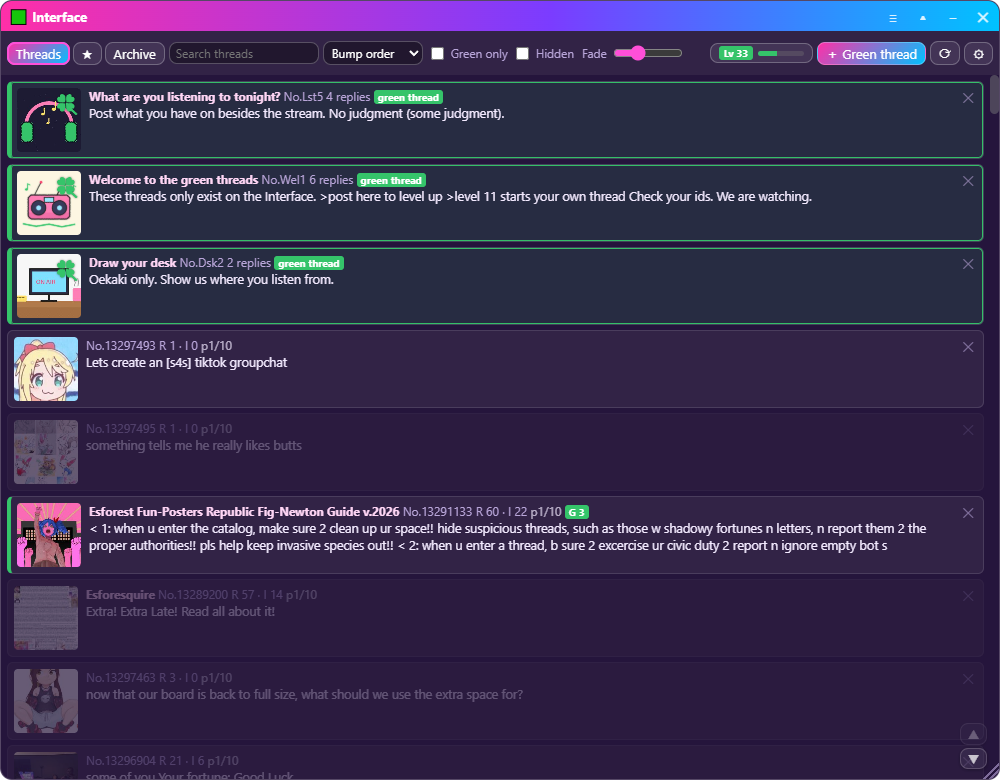 Interface
Threads ★ Archive Search threads Bump order Green only Hidden Fade Lv 33 + Green thread
What are you listening to tonight? No.Lst5 4 replies green thread
Post what you have on besides the stream. No judgment (some judgment).
Welcome to the green threads No.Wel1 6 replies green thread
These threads only exist on the Interface. >post here to level up >level 11 starts your own thread Check your ids. We are watching.
ON AIR
Draw your desk No.Dsk2 2 replies green thread
Oekaki only. Show us where you listen from.
No.13297493 R 1 · I 0 p1/10
Lets create an [s4s] tiktok groupchat
No.13297495 R 1 · I 0 p1/10
something tells me he really likes butts
Esforest Fun-Posters Republic Fig-Newton Guide v.2026 No.13291133 R 60 · I 22 p1/10 G 3
< 1: when u enter the catalog, make sure 2 clean up ur space!! hide suspicious threads, such as those w shadowy fortunes n letters, n report them 2 the
proper authorities!! pls help keep invasive species out!! < 2: when u enter a thread, b sure 2 excercise ur civic duty 2 report n ignore empty bot s
Esforesquire No.13289200 R 57 · I 14 p1/10
Extra! Extra Late! Read all about it!
No.13297463 R 3 · I 0 p1/10
now that our board is back to full size, what should we use the extra space for?
No.13296904 R 21 · I 6 p1/10
some of you Your fortune: Good Luck